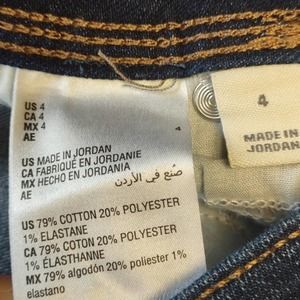 US 4
CA 4
MX 4
AE
4
US MADE IN JORDAN
CA FABRIQUÉ EN JORDANIE
MX HECHO EN JORDANIA
AE صُنع في الأردن
US 79% COTTON 20% POLYESTER
1% ELASTANE
CA 79% COTON 20% POLYESTER
1% ÉLASTHANNE
MX 79% algodón 20% poliester 1%
elastano
4
MADE IN
JORDAN